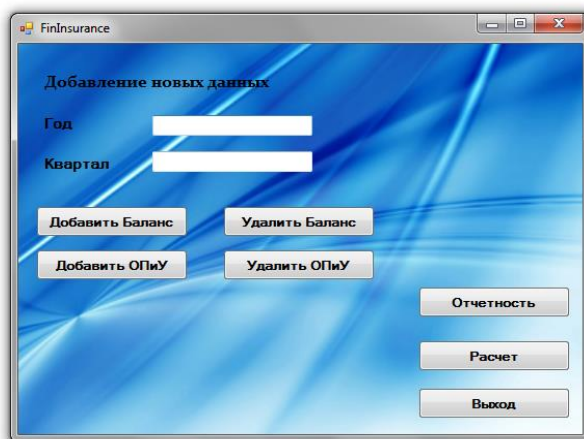 FinInsurance
Добавление новых данных
Год
Квартал
Добавить Баланс
Удалить Баланс
Добавить ОПиУ
Удалить ОПиУ
Отчетность
Расчет
Выход